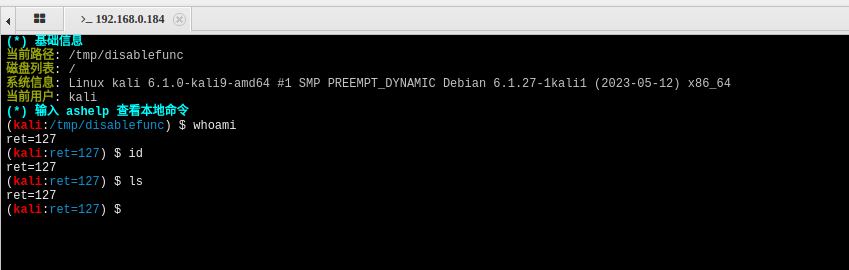 >_ 192.168.0.184
(*) 基础信息
当前路径: /tmp/disablefunc
磁盘列表: /
系统信息: Linux kali 6.1.0-kali9-amd64 #1 SMP PREEMPT_DYNAMIC Debian 6.1.27-1kali1 (2023-05-12) x86_64
当前用户: kali
(*) 输入 ashelp 查看本地命令
(kali:/tmp/disablefunc) $ whoami
ret=127
(kali:ret=127) $ id
ret=127
(kali:ret=127) $ ls
ret=127
(kali:ret=127) $